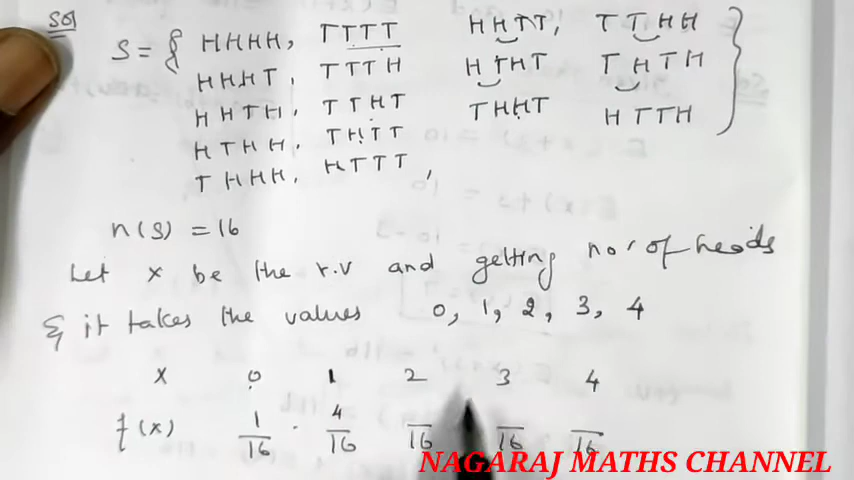 Sol
S = { HHHH, TTTT HHTT, TTHH
HHHT, TTTH HTHT THTH
HHTH, TTHT THHT HTTH }
HTHH, THTT
THHH, HTTT,
n(S) = 16
Let x be the r.v and getting no. of heads
& it takes the values 0, 1, 2, 3, 4
x 0 1 2 3 4
f(x) 1/16 4/16 /16 /16 /16
NAGARAJ MATHS CHANNEL